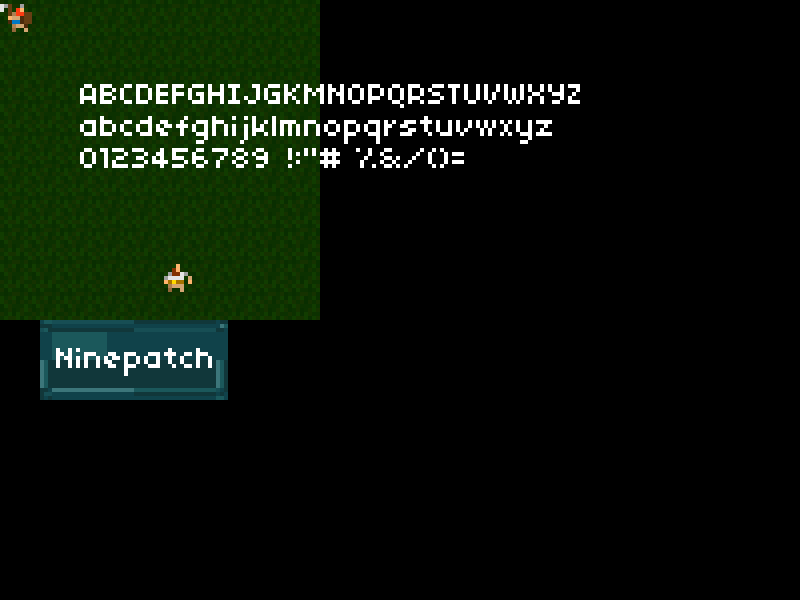 ABCDEFGHIJGKMNOPQRSTUVWXYZ
abcdefghijklmnopqrstuvwxyz
0123456789 !:"# %&/()=
Ninepatch